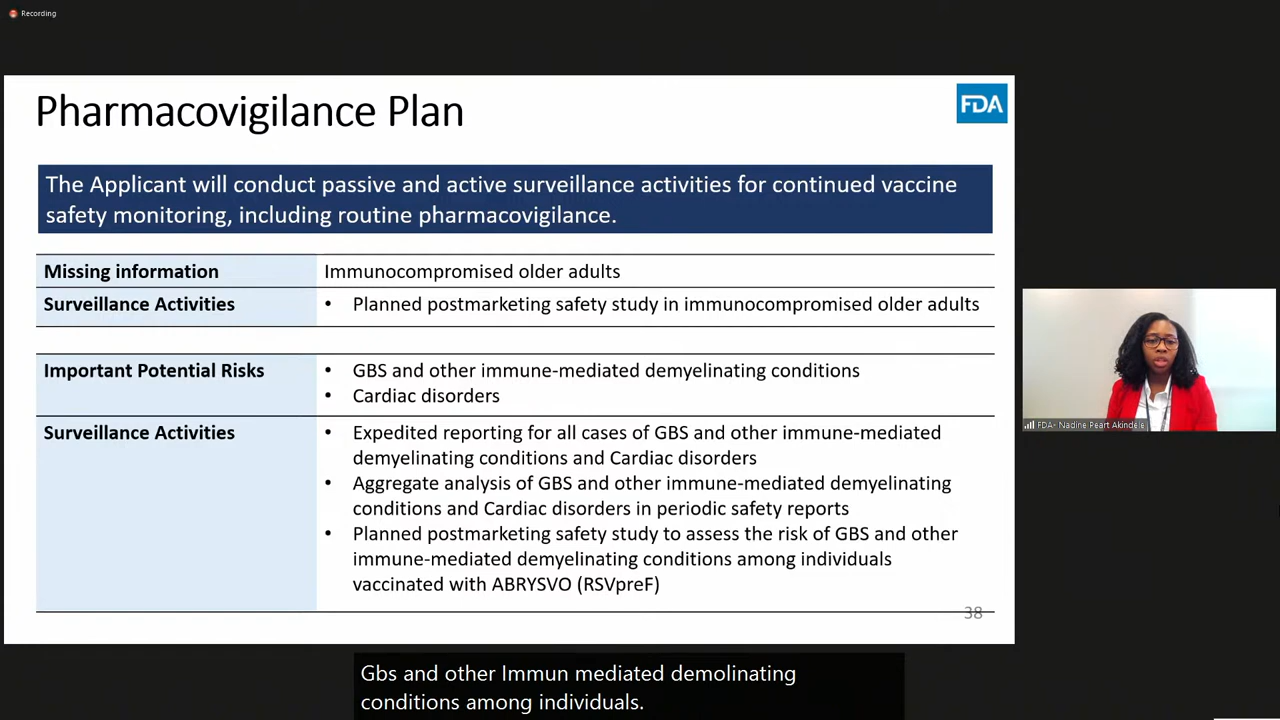 Recording
Pharmacovigilance Plan
FDA
The Applicant will conduct passive and active surveillance activities for continued vaccine
safety monitoring, including routine pharmacovigilance.
Missing information
Immunocompromised older adults
Surveillance Activities
• Planned postmarketing safety study in immunocompromised older adults
Important Potential Risks
• GBS and other immune-mediated demyelinating conditions
• Cardiac disorders
Surveillance Activities
• Expedited reporting for all cases of GBS and other immune-mediated
demyelinating conditions and Cardiac disorders
• Aggregate analysis of GBS and other immune-mediated demyelinating
conditions and Cardiac disorders in periodic safety reports
• Planned postmarketing safety study to assess the risk of GBS and other
immune-mediated demyelinating conditions among individuals
vaccinated with ABRYSVO (RSVpreF)
38
FDA- Nadine Peart Akindele
Gbs and other Immun mediated demolinating
conditions among individuals.